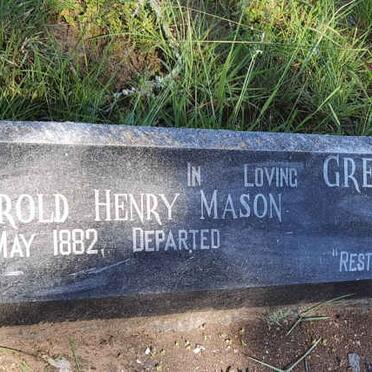 IN LOVING GRE
ROLD HENRY MASON
MAY 1882, DEPARTED
"REST